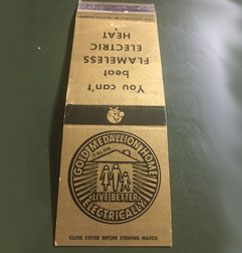 You can't
beat
FLAMELESS
ELECTRIC
HEAT
GOLD MEDALLION HOME
LIVE BETTER
ELECTRICALLY
CLOSE COVER BEFORE STRIKING MATCH